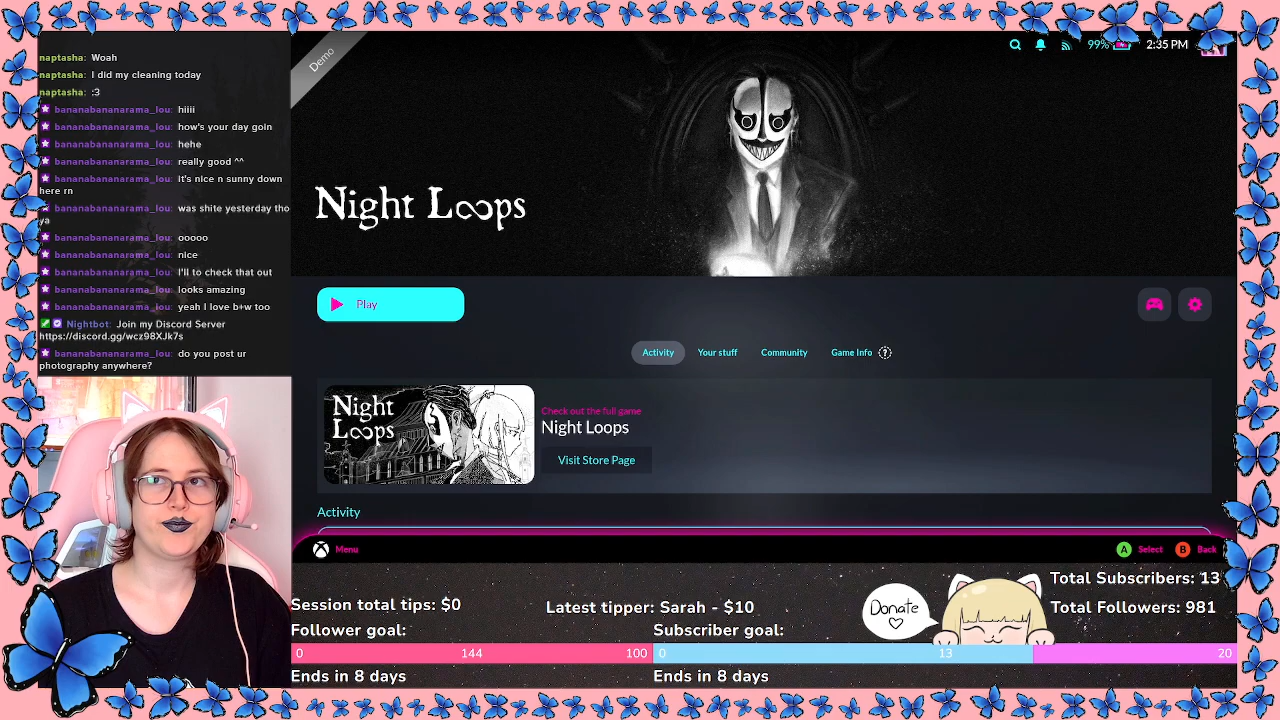 naptasha: Woah
naptasha: I did my cleaning today
naptasha: :3
bananabananarama_lou: hiiii
bananabananarama_lou: how's your day goin
bananabananarama_lou: hehe
bananabananarama_lou: really good ^^
bananabananarama_lou: it's nice n sunny down
here rn
bananabananarama_lou: was shite yesterday tho
ya
bananabananarama_lou: ooooo
bananabananarama_lou: nice
bananabananarama_lou: I'll to check that out
bananabananarama_lou: looks amazing
bananabananarama_lou: yeah I love b+w too
Nightbot: Join my Discord Server
https://discord.gg/wcz98XJk7s
bananabananarama_lou: do you post ur
photography anywhere?
Demo
99%
2:35 PM
Night Loops
Play
Activity
Your stuff
Community
Game Info ?
Night
Loops
Check out the full game
Night Loops
Visit Store Page
Activity
Menu
A Select
B Back
Session total tips: $0
Latest tipper: Sarah - $10
Donate
Total Subscribers: 13
Total Followers: 981
Follower goal:
Subscriber goal:
0 144 100
0 13 20
Ends in 8 days
Ends in 8 days